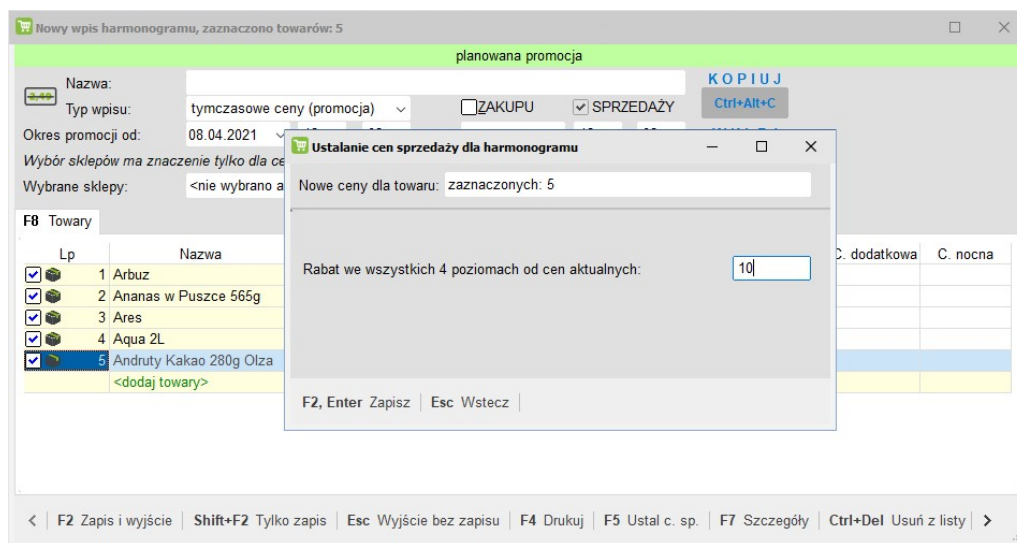 Nowy wpis harmonogramu, zaznaczono towarów: 5
planowana promocja
Nazwa:
KOPIUJ
2,49
Typ wpisu: tymczasowe ceny (promocja) ZAKUPU SPRZEDAŻY Ctrl+Alt+C
Okres promocji od: 08.04.2021
Wybór sklepów ma znaczenie tylko dla ce
Wybrane sklepy: <nie wybrano a
F8 Towary
Ustalanie cen sprzedaży dla harmonogramu
Nowe ceny dla towaru: zaznaczonych: 5
Rabat we wszystkich 4 poziomach od cen aktualnych: 10
F2, Enter Zapisz Esc Wstecz
Lp Nazwa C. dodatkowa C. nocna
1 Arbuz
2 Ananas w Puszce 565g
3 Ares
4 Aqua 2L
5 Andruty Kakao 280g Olza
<dodaj towary>
< F2 Zapis i wyjście Shift+F2 Tylko zapis Esc Wyjście bez zapisu F4 Drukuj F5 Ustal c. sp. F7 Szczegóły Ctrl+Del Usuń z listy >